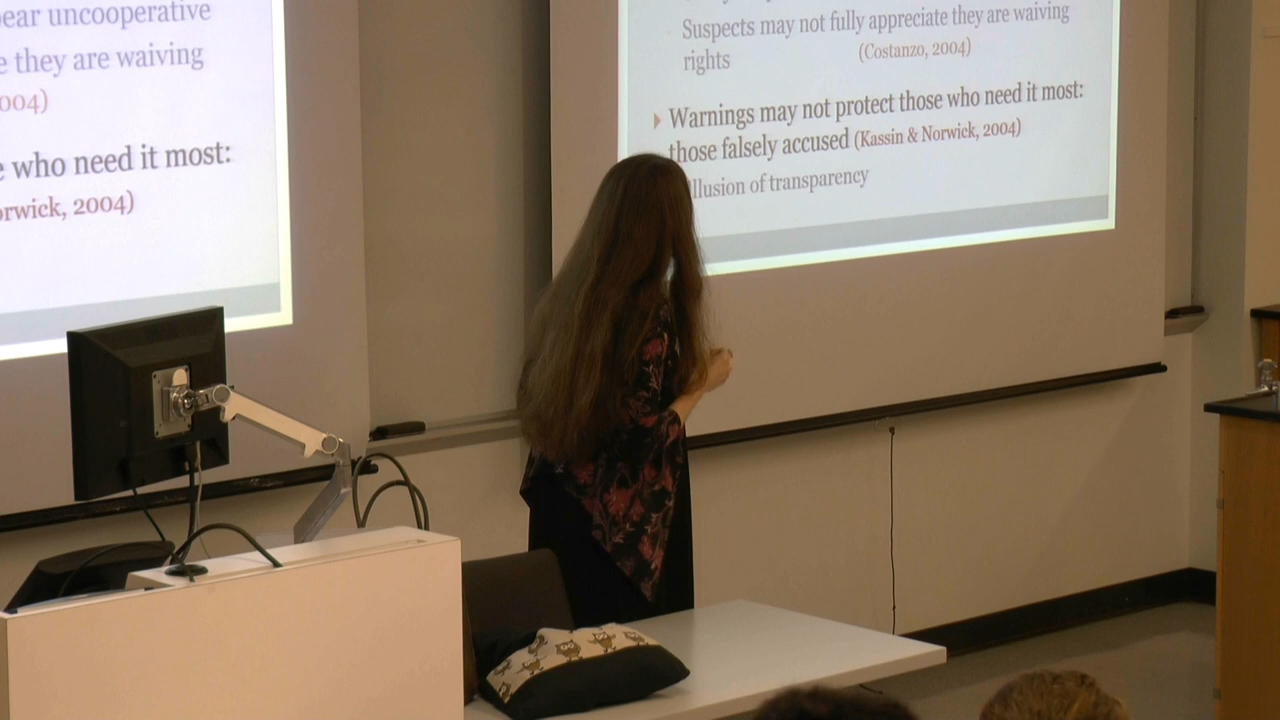 ear uncooperative
e they are waiving
004)
who need it most:
orwick, 2004)
Suspects may not fully appreciate they are waiving
rights (Costanzo, 2004)
Warnings may not protect those who need it most:
those falsely accused (Kassin & Norwick, 2004)
llusion of transparency